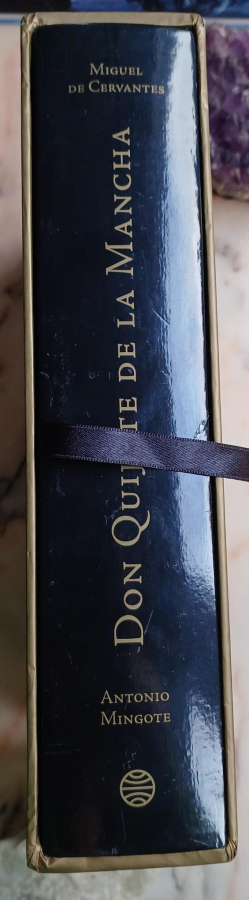 MIGUEL
DE CERVANTES
DON QUIJOTE DE LA MANCHA
ANTONIO
MINGOTE